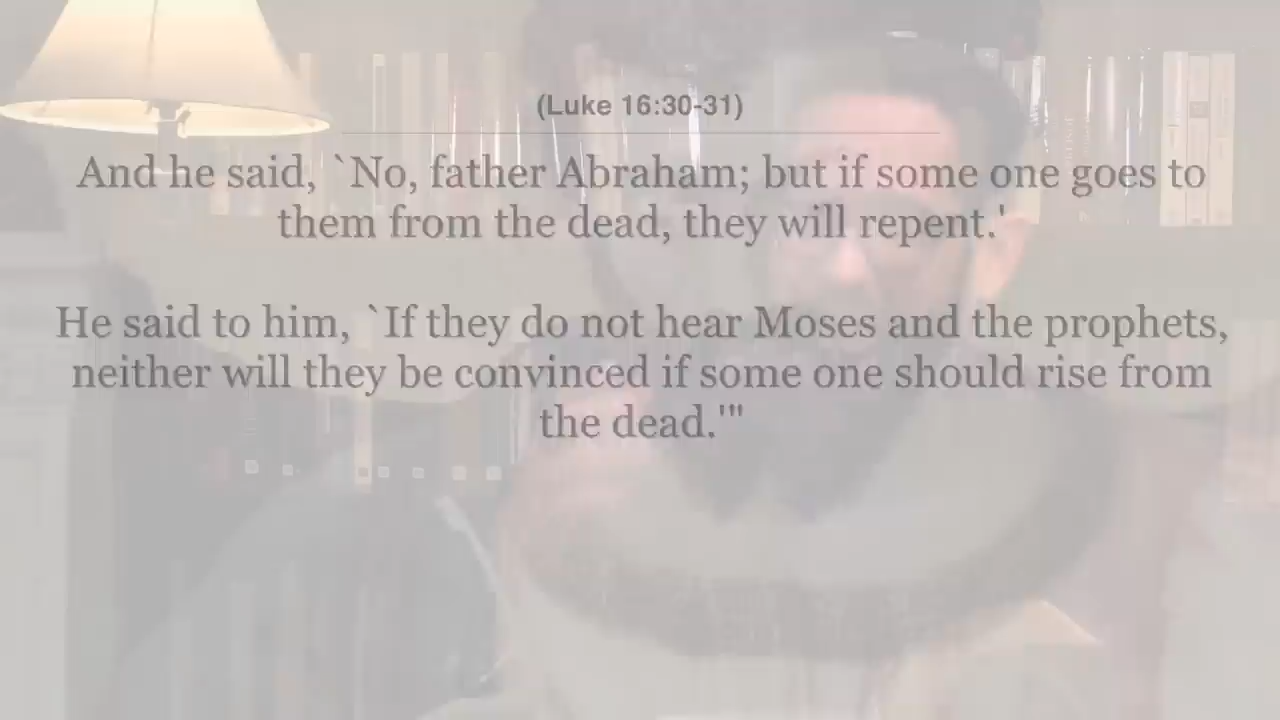 (Luke 16:30-31)
And he said, `No, father Abraham; but if some one goes to
them from the dead, they will repent.'
He said to him, `If they do not hear Moses and the prophets,
neither will they be convinced if some one should rise from
the dead.'"